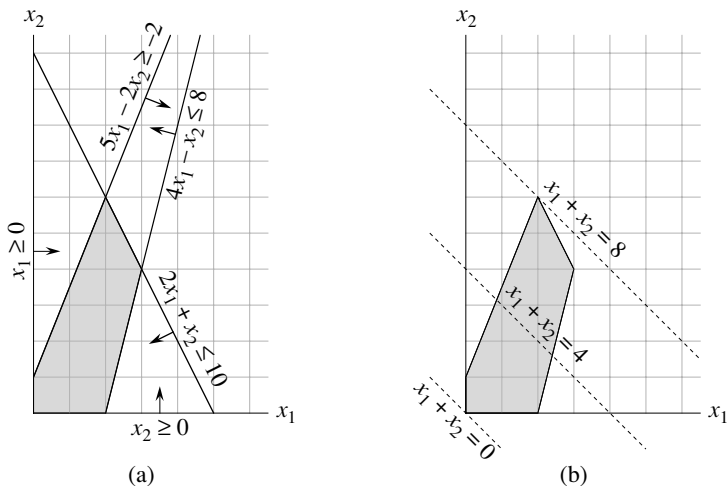 x₂
5x₁ − 2x₂ ≥ −2
4x₁ − x₂ ≤ 8
x₁ ≥ 0
2x₁ + x₂ ≤ 10
x₂ ≥ 0
x₁
(a)
x₂
x₁ + x₂ = 8
x₁ + x₂ = 4
x₁ + x₂ = 0
x₁
(b)